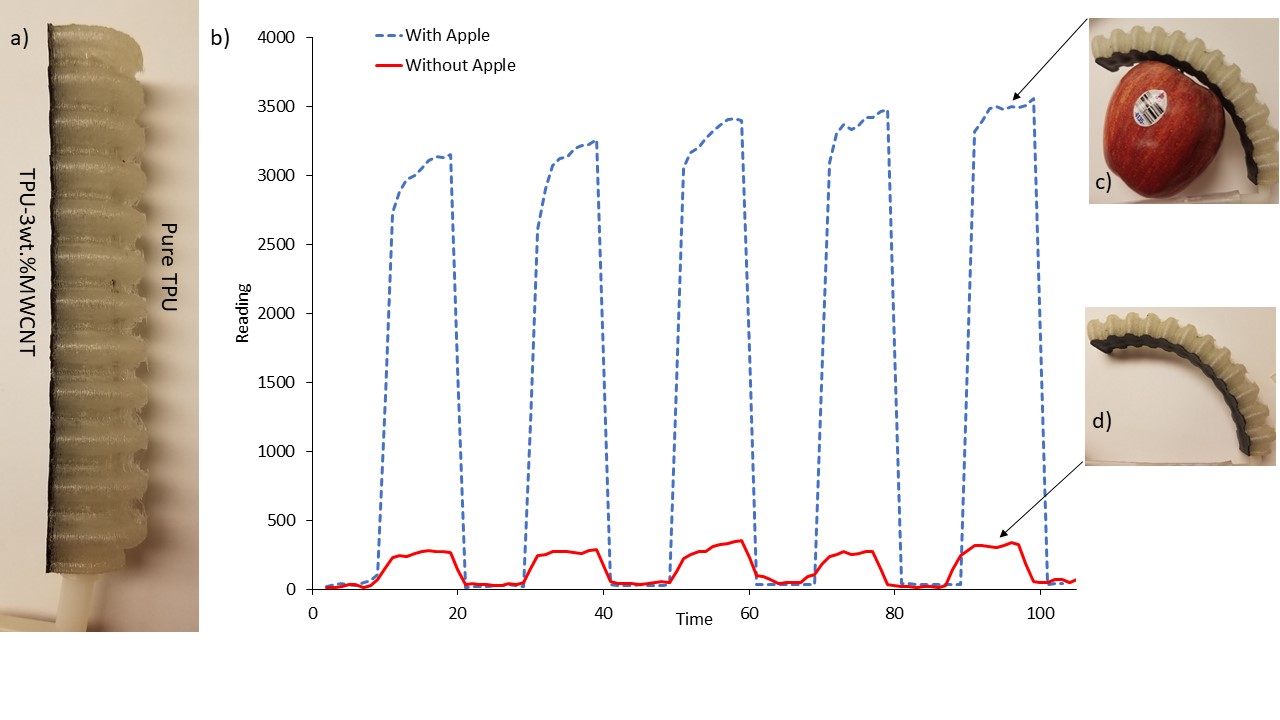 a)
TPU-3wt.%MWCNT
Pure TPU
b)
With Apple
Without Apple
Reading
4000
3500
3000
2500
2000
1500
1000
500
0
0 20 40 60 80 100
Time
c)
d)